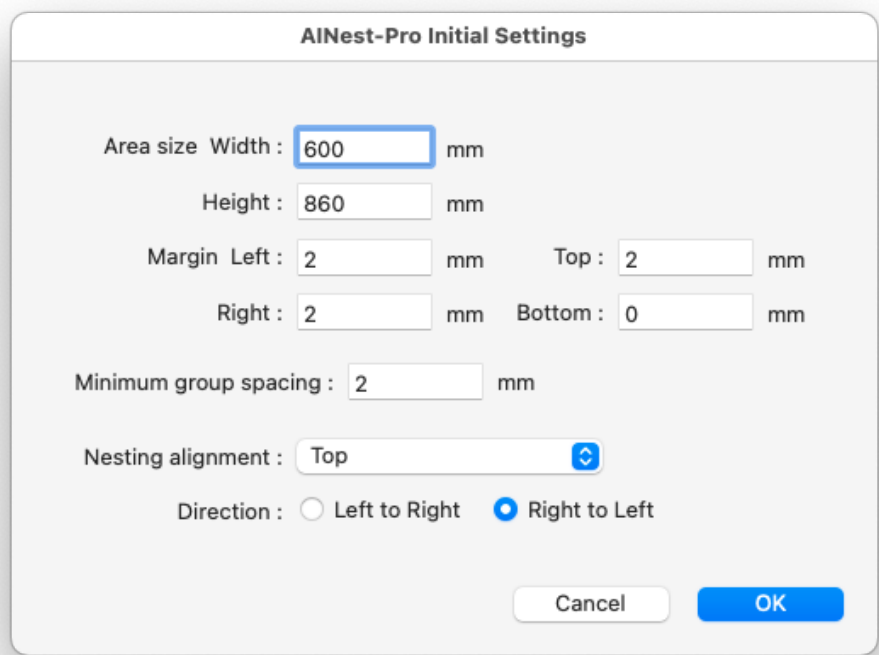 AINest-Pro Initial Settings
Area size Width : 600 mm
Height : 860 mm
Margin Left : 2 mm Top : 2 mm
Right : 2 mm Bottom : 0 mm
Minimum group spacing : 2 mm
Nesting alignment : Top
Direction : Left to Right Right to Left
Cancel OK